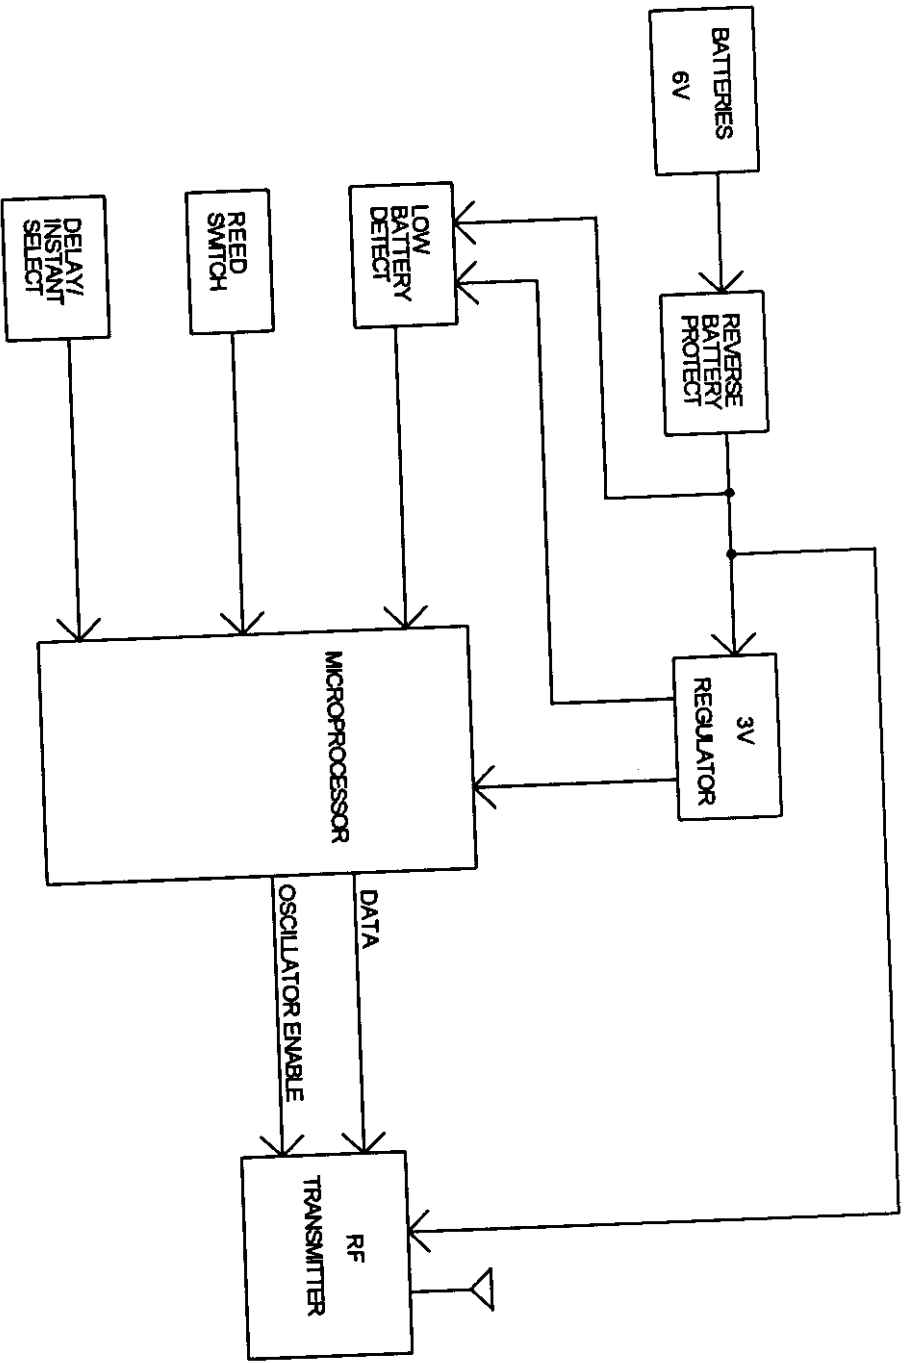 BATTERIES
6V
REVERSE
BATTERY
PROTECT
3V
REGULATOR
LOW
BATTERY
DETECT
REED
SWITCH
DELAY/
INSTANT
SELECT
MICROPROCESSOR
DATA
OSCILLATOR ENABLE
RF
TRANSMITTER